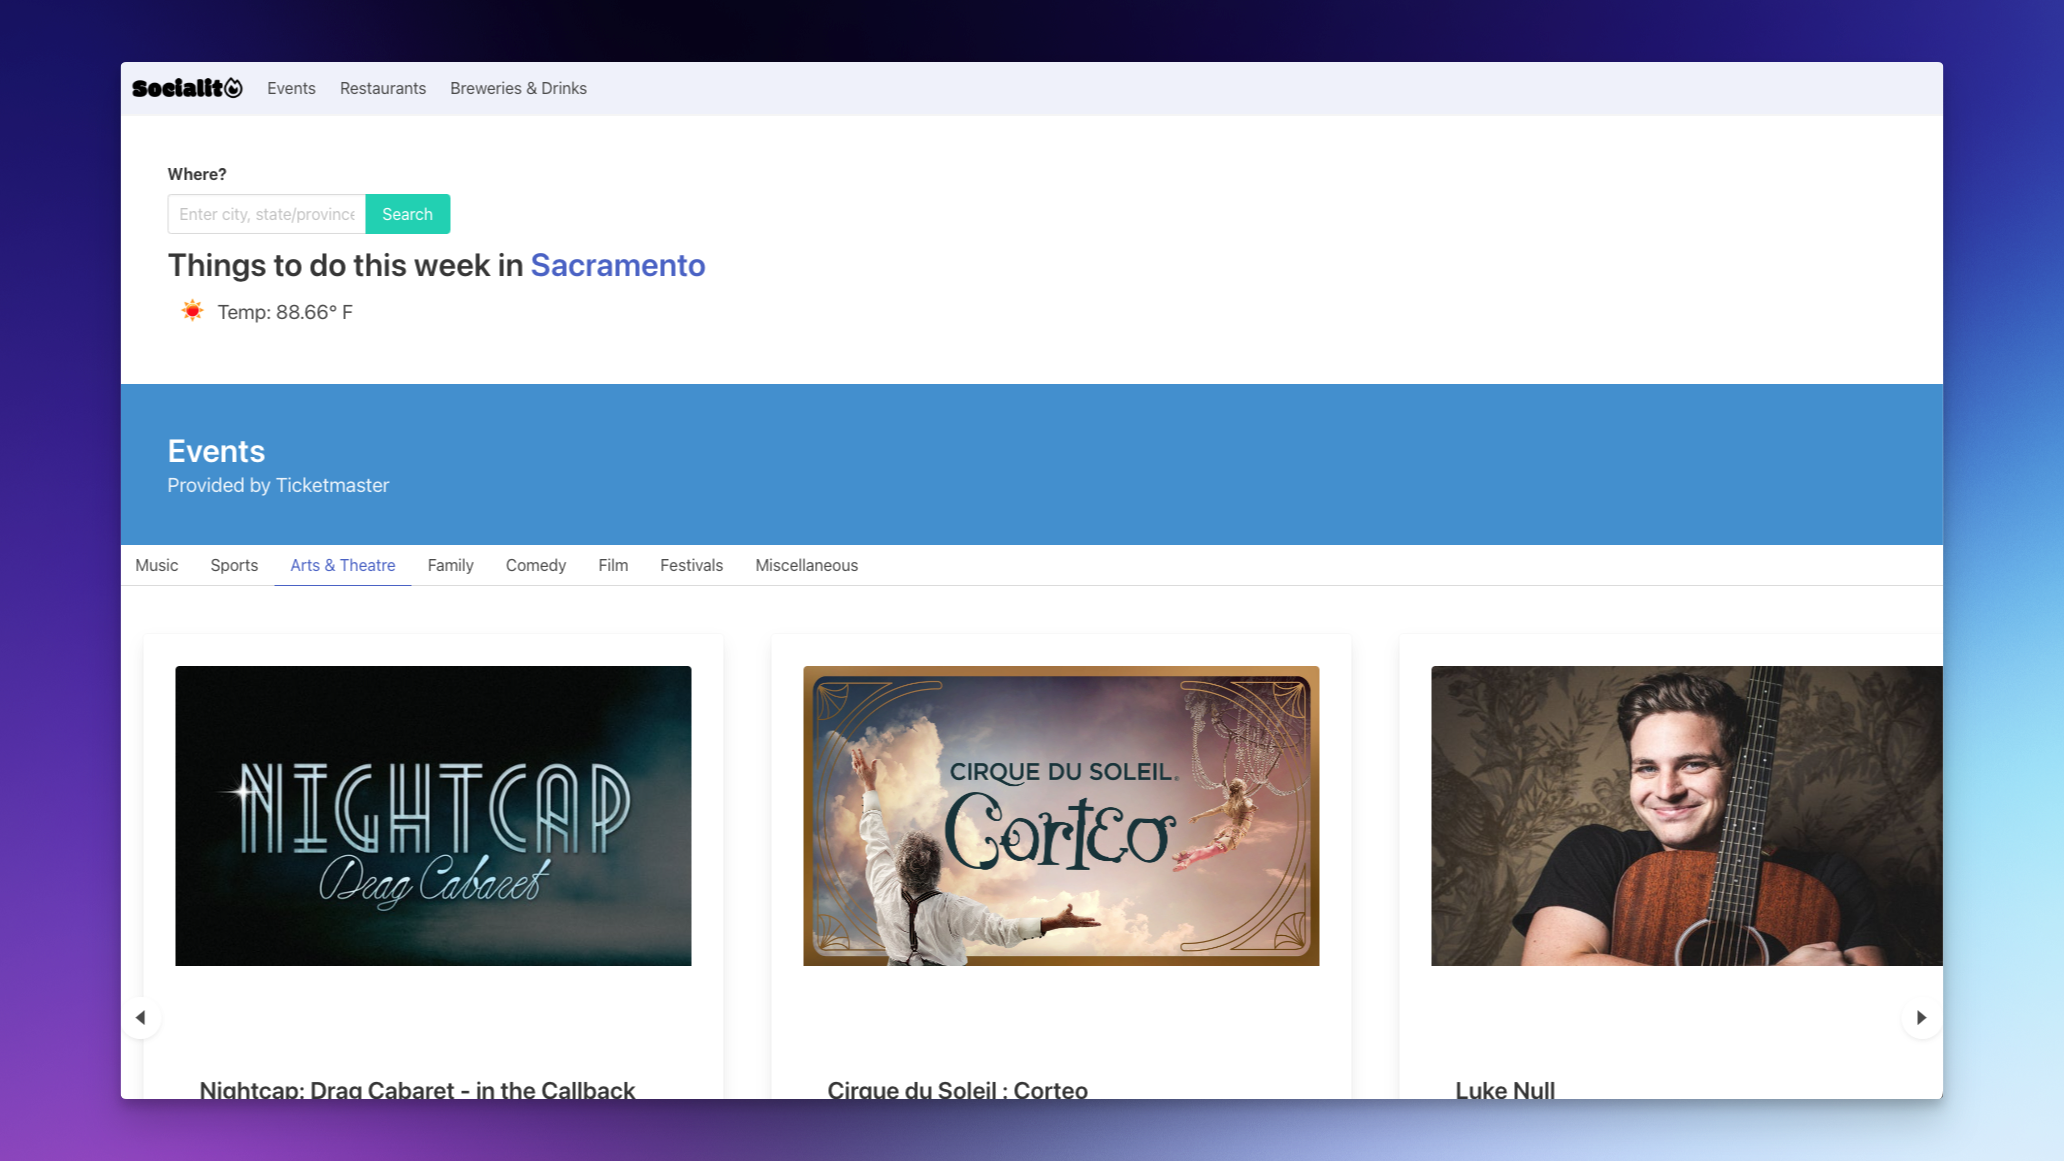 Socialit
Events
Restaurants
Breweries & Drinks
Where?
Enter city, state/province
Search
Things to do this week in Sacramento
Temp: 88.66° F
Events
Provided by Ticketmaster
Music
Sports
Arts & Theatre
Family
Comedy
Film
Festivals
Miscellaneous
NIGHTCAP
Drag Cabaret
CIRQUE DU SOLEIL®
Corteo
Nightcap: Drag Cabaret - in the Callback
Cirque du Soleil : Corteo
Luke Null